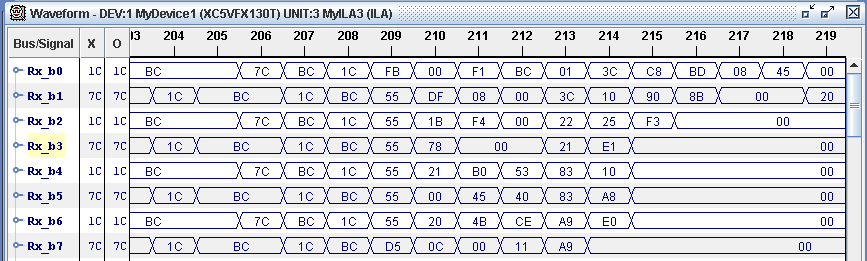 Waveform - DEV:1 MyDevice1 (XC5VFX130T) UNIT:3 MyILA3 (ILA)
Bus/Signal X O 03 204 205 206 207 208 209 210 211 212 213 214 215 216 217 218 219
Rx_b0 1C 1C BC 7C BC 1C FB 00 F1 BC 01 3C C8 BD 08 45 00
Rx_b1 7C 7C 1C BC 1C BC 55 DF 08 00 3C 10 90 8B 00 20
Rx_b2 1C 1C BC 7C BC 1C 55 1B F4 00 22 25 F3 00
Rx_b3 7C 7C 1C BC 1C BC 55 78 00 21 E1 00
Rx_b4 1C 1C BC 7C BC 1C 55 21 B0 53 83 10 00
Rx_b5 7C 7C 1C BC 1C BC 55 00 45 40 83 A8 00
Rx_b6 1C 1C BC 7C BC 1C 55 20 4B CE A9 E0 00
Rx_b7 7C 7C 1C BC 1C BC D5 0C 00 11 A9 00